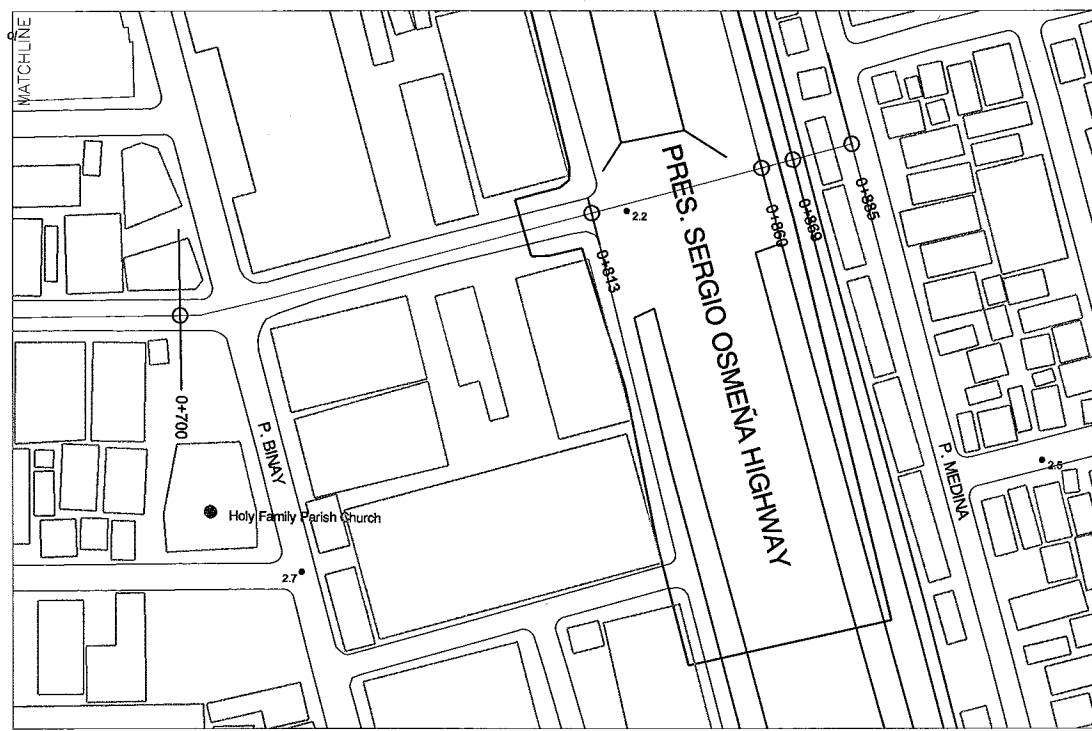 MATCHLINE
PRES. SERGIO OSMEÑA HIGHWAY
0+885
0+869
0+860
2.2
0+813
0+700
P. BINAY
P. MEDINA
2.5
Holy Family Parish Church
2.7